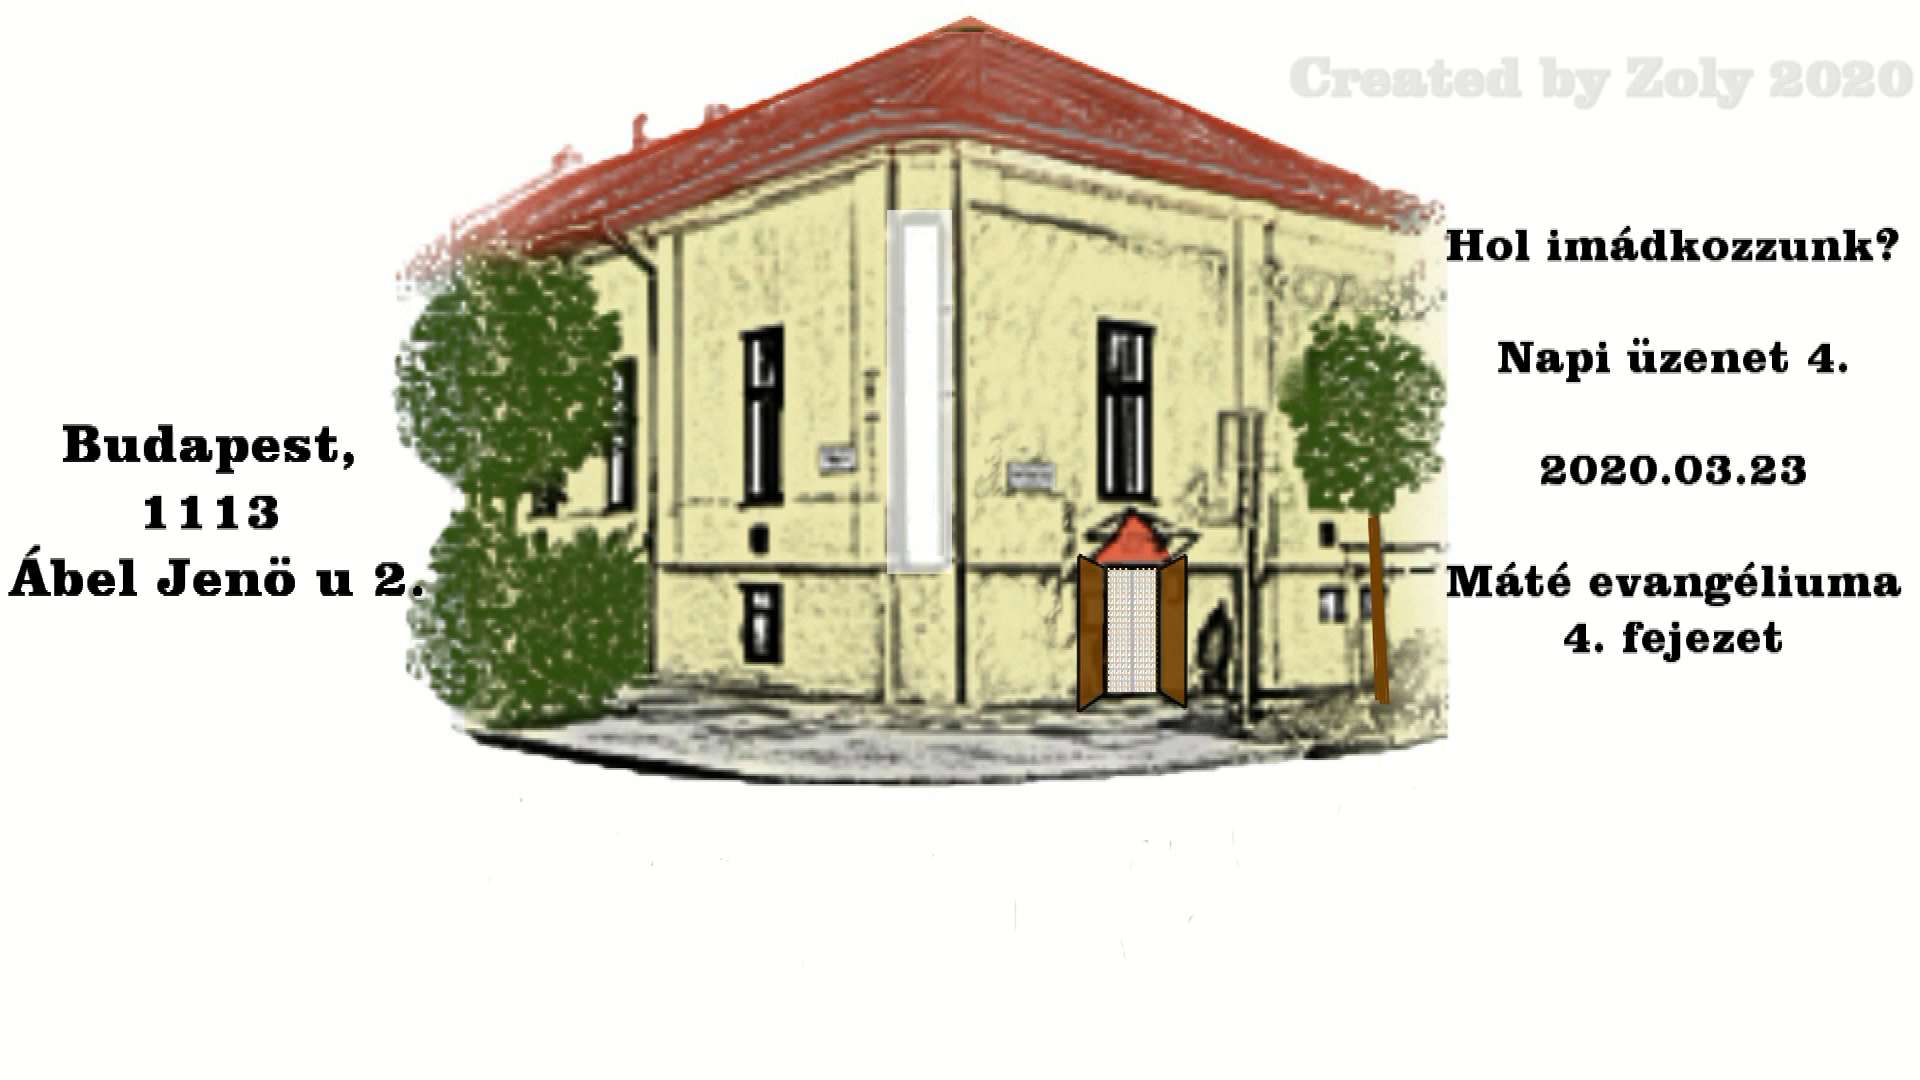 Created by Zoly 2020
Budapest,
1113
Ábel Jenö u 2.
Hol imádkozzunk?
Napi üzenet 4.
2020.03.23
Máté evangéliuma
4. fejezet